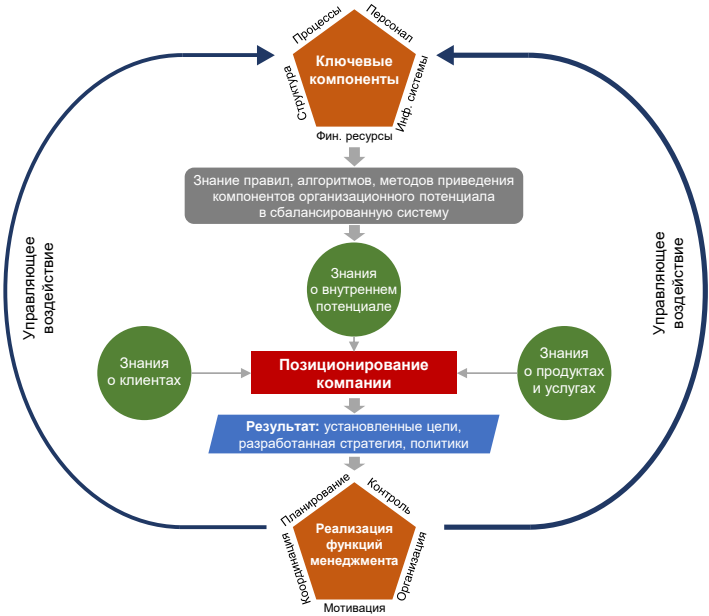 Процессы
Персонал
Ключевые
компоненты
Структура
Инф. системы
Фин. ресурсы
Знание правил, алгоритмов, методов приведения
компонентов организационного потенциала
в сбалансированную систему
Управляющее
воздействие
Управляющее
воздействие
Знания
о внутреннем
потенциале
Знания
о клиентах
Позиционирование
компании
Знания
о продуктах
и услугах
Результат: установленные цели,
разработанная стратегия, политики
Планирование
Контроль
Реализация
функций
менеджмента
Координация
Организация
Мотивация